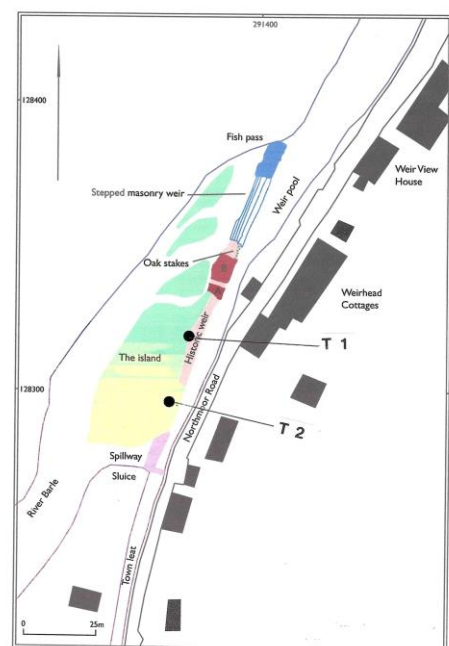 291400
128400
Fish pass
Weir View
House
Stepped masonry weir
Weir pool
Oak stakes
Weirhead
Cottages
Historic weir
T 1
The island
128300
Northmoor Road
T 2
Spillway
Sluice
River Barle
Town leat
0 25m